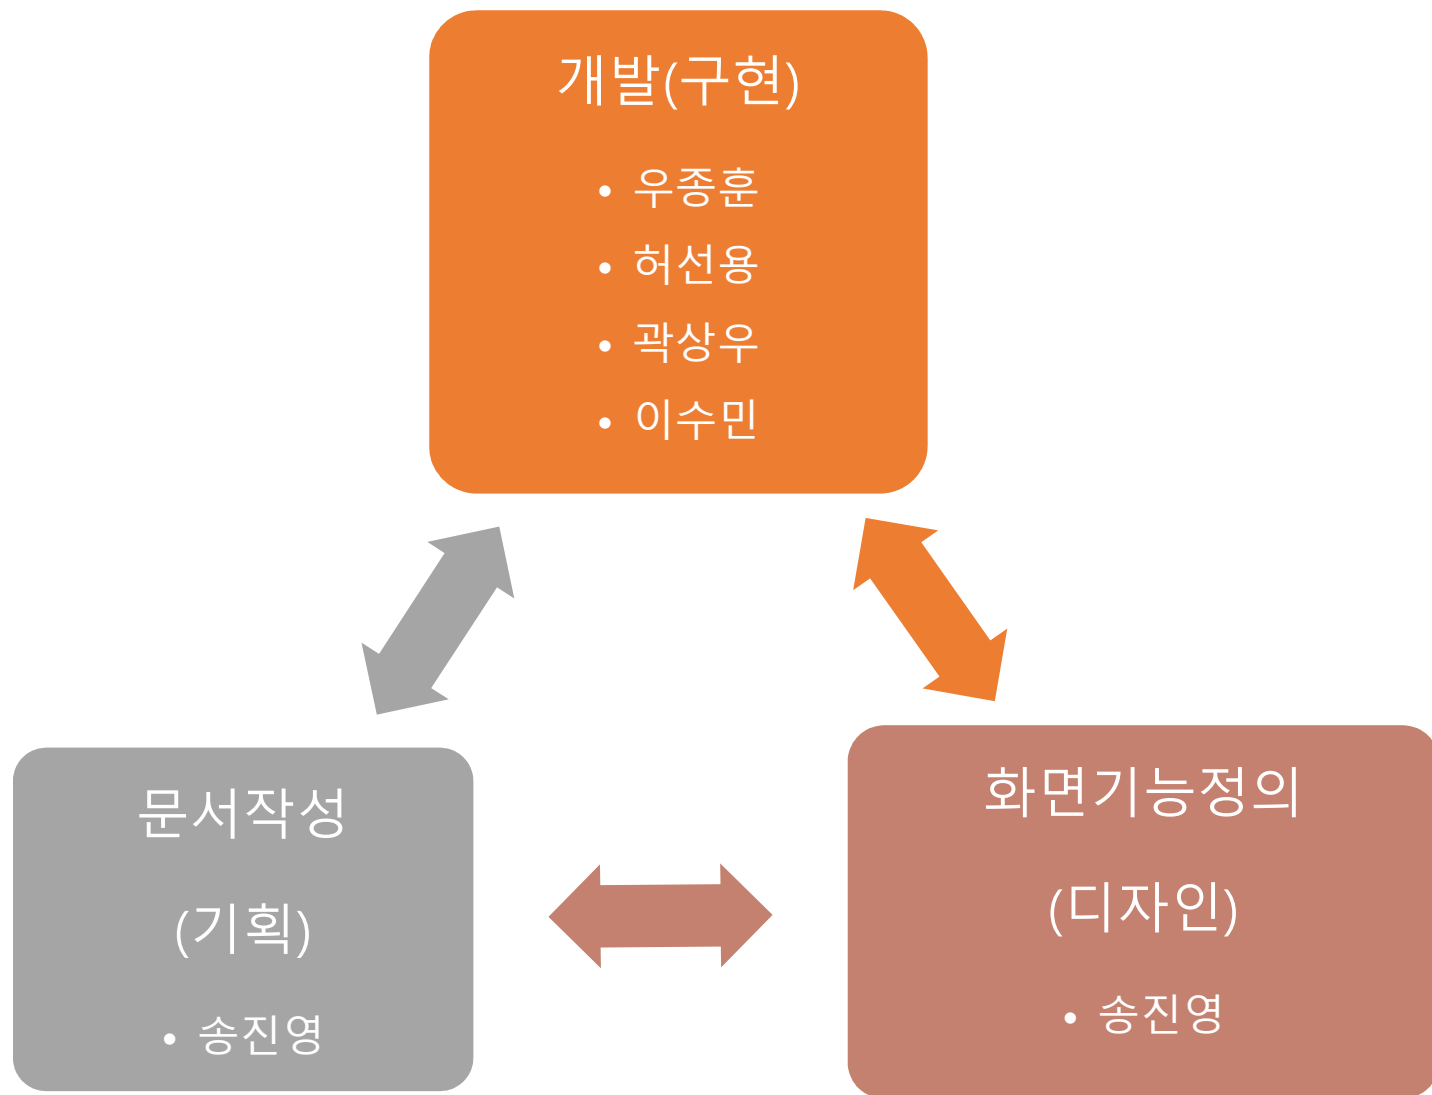 개발(구현)
• 우종훈
• 허선용
• 곽상우
• 이수민
문서작성
(기획)
• 송진영
화면기능정의
(디자인)
• 송진영